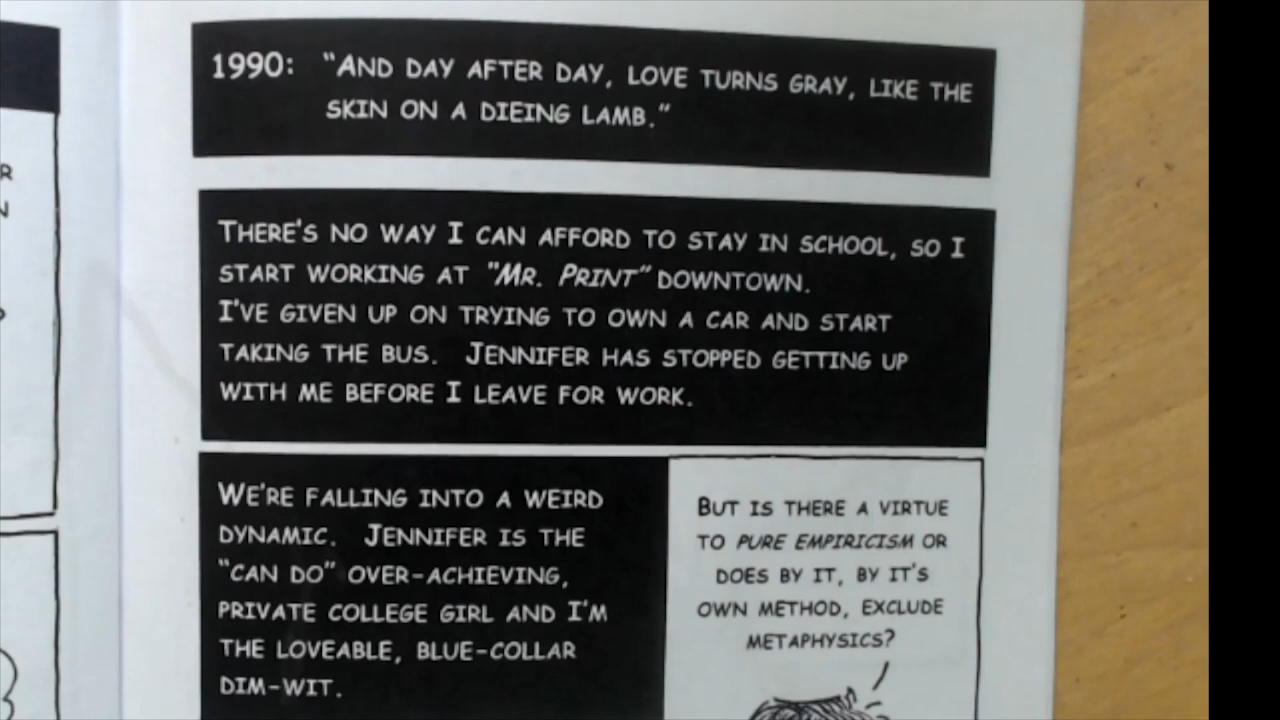 R
N
1990: "AND DAY AFTER DAY, LOVE TURNS GRAY, LIKE THE
SKIN ON A DIEING LAMB."
THERE'S NO WAY I CAN AFFORD TO STAY IN SCHOOL, SO I
START WORKING AT "MR. PRINT" DOWNTOWN.
I'VE GIVEN UP ON TRYING TO OWN A CAR AND START
TAKING THE BUS. JENNIFER HAS STOPPED GETTING UP
WITH ME BEFORE I LEAVE FOR WORK.
WE'RE FALLING INTO A WEIRD
DYNAMIC. JENNIFER IS THE
"CAN DO" OVER-ACHIEVING,
PRIVATE COLLEGE GIRL AND I'M
THE LOVEABLE, BLUE-COLLAR
DIM-WIT.
BUT IS THERE A VIRTUE
TO PURE EMPIRICISM OR
DOES BY IT, BY IT'S
OWN METHOD, EXCLUDE
METAPHYSICS?